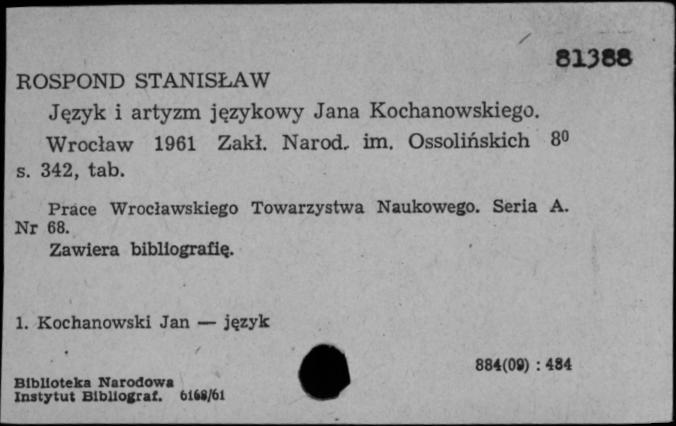 81388
ROSPOND STANISŁAW
Język i artyzm językowy Jana Kochanowskiego.
Wrocław 1961 Zakł. Narod. im. Ossolińskich 8⁰
s. 342, tab.
Prace Wrocławskiego Towarzystwa Naukowego. Seria A.
Nr 68.
Zawiera bibliografię.
1. Kochanowski Jan — język
884(09) : 484
Biblioteka Narodowa
Instytut Bibliograf. 6168/61